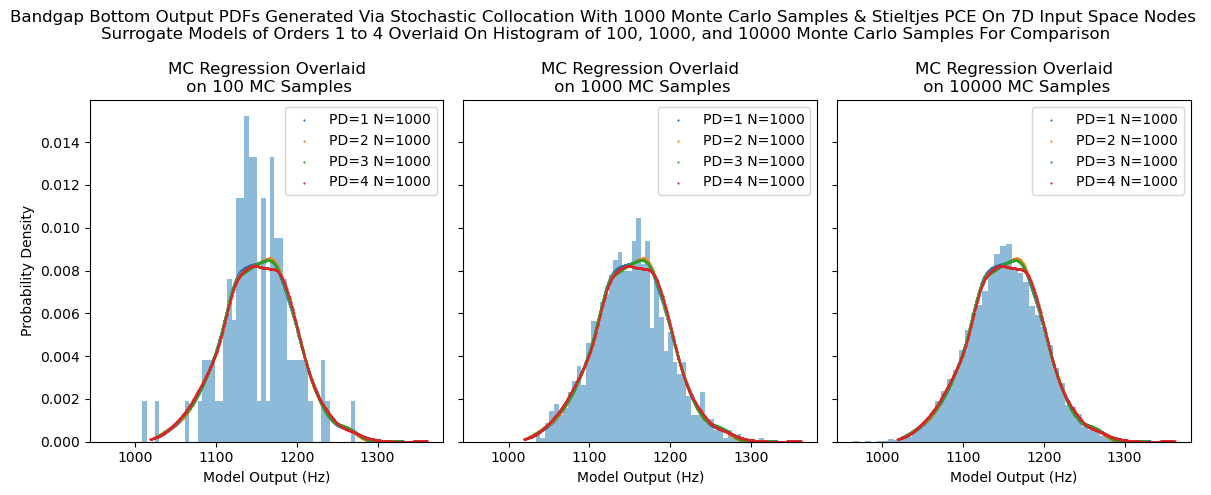 Bandgap Bottom Output PDFs Generated Via Stochastic Collocation With 1000 Monte Carlo Samples & Stieltjes PCE On 7D Input Space Nodes
Surrogate Models of Orders 1 to 4 Overlaid On Histogram of 100, 1000, and 10000 Monte Carlo Samples For Comparison
MC Regression Overlaid
on 100 MC Samples
PD=1 N=1000
PD=2 N=1000
PD=3 N=1000
PD=4 N=1000
0.014
0.012
0.010
0.008
0.006
0.004
0.002
0.000
Probability Density
1000 1100 1200 1300
Model Output (Hz)
MC Regression Overlaid
on 1000 MC Samples
PD=1 N=1000
PD=2 N=1000
PD=3 N=1000
PD=4 N=1000
1000 1100 1200 1300
Model Output (Hz)
MC Regression Overlaid
on 10000 MC Samples
PD=1 N=1000
PD=2 N=1000
PD=3 N=1000
PD=4 N=1000
1000 1100 1200 1300
Model Output (Hz)